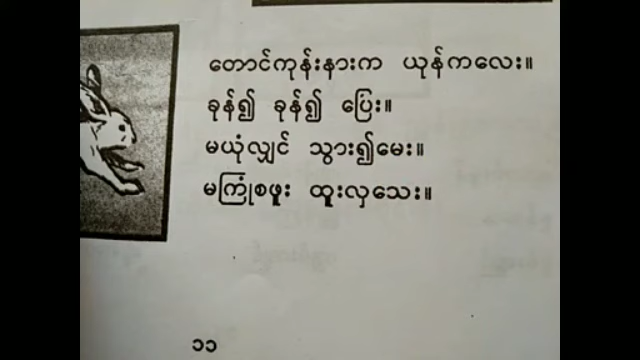 တောင်ကုန်းနားက ယုန်ကလေး။
ခုန်၍ ခုန်၍ ပြေး။
မယုံလျှင် သွား၍မေး။
မကြုံစဖူး ထူးလှသေး။
၁၁